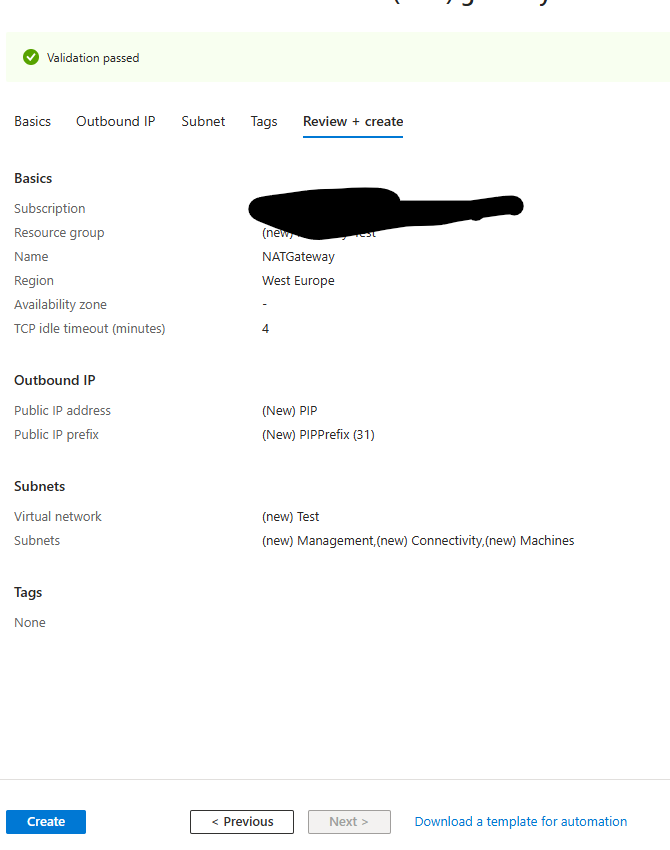 Validation passed
Basics Outbound IP Subnet Tags Review + create
Basics
Subscription
Resource group (new)
Name NATGateway
Region West Europe
Availability zone -
TCP idle timeout (minutes) 4
Outbound IP
Public IP address (New) PIP
Public IP prefix (New) PIPPrefix (31)
Subnets
Virtual network (new) Test
Subnets (new) Management,(new) Connectivity,(new) Machines
Tags
None
Create < Previous Next > Download a template for automation